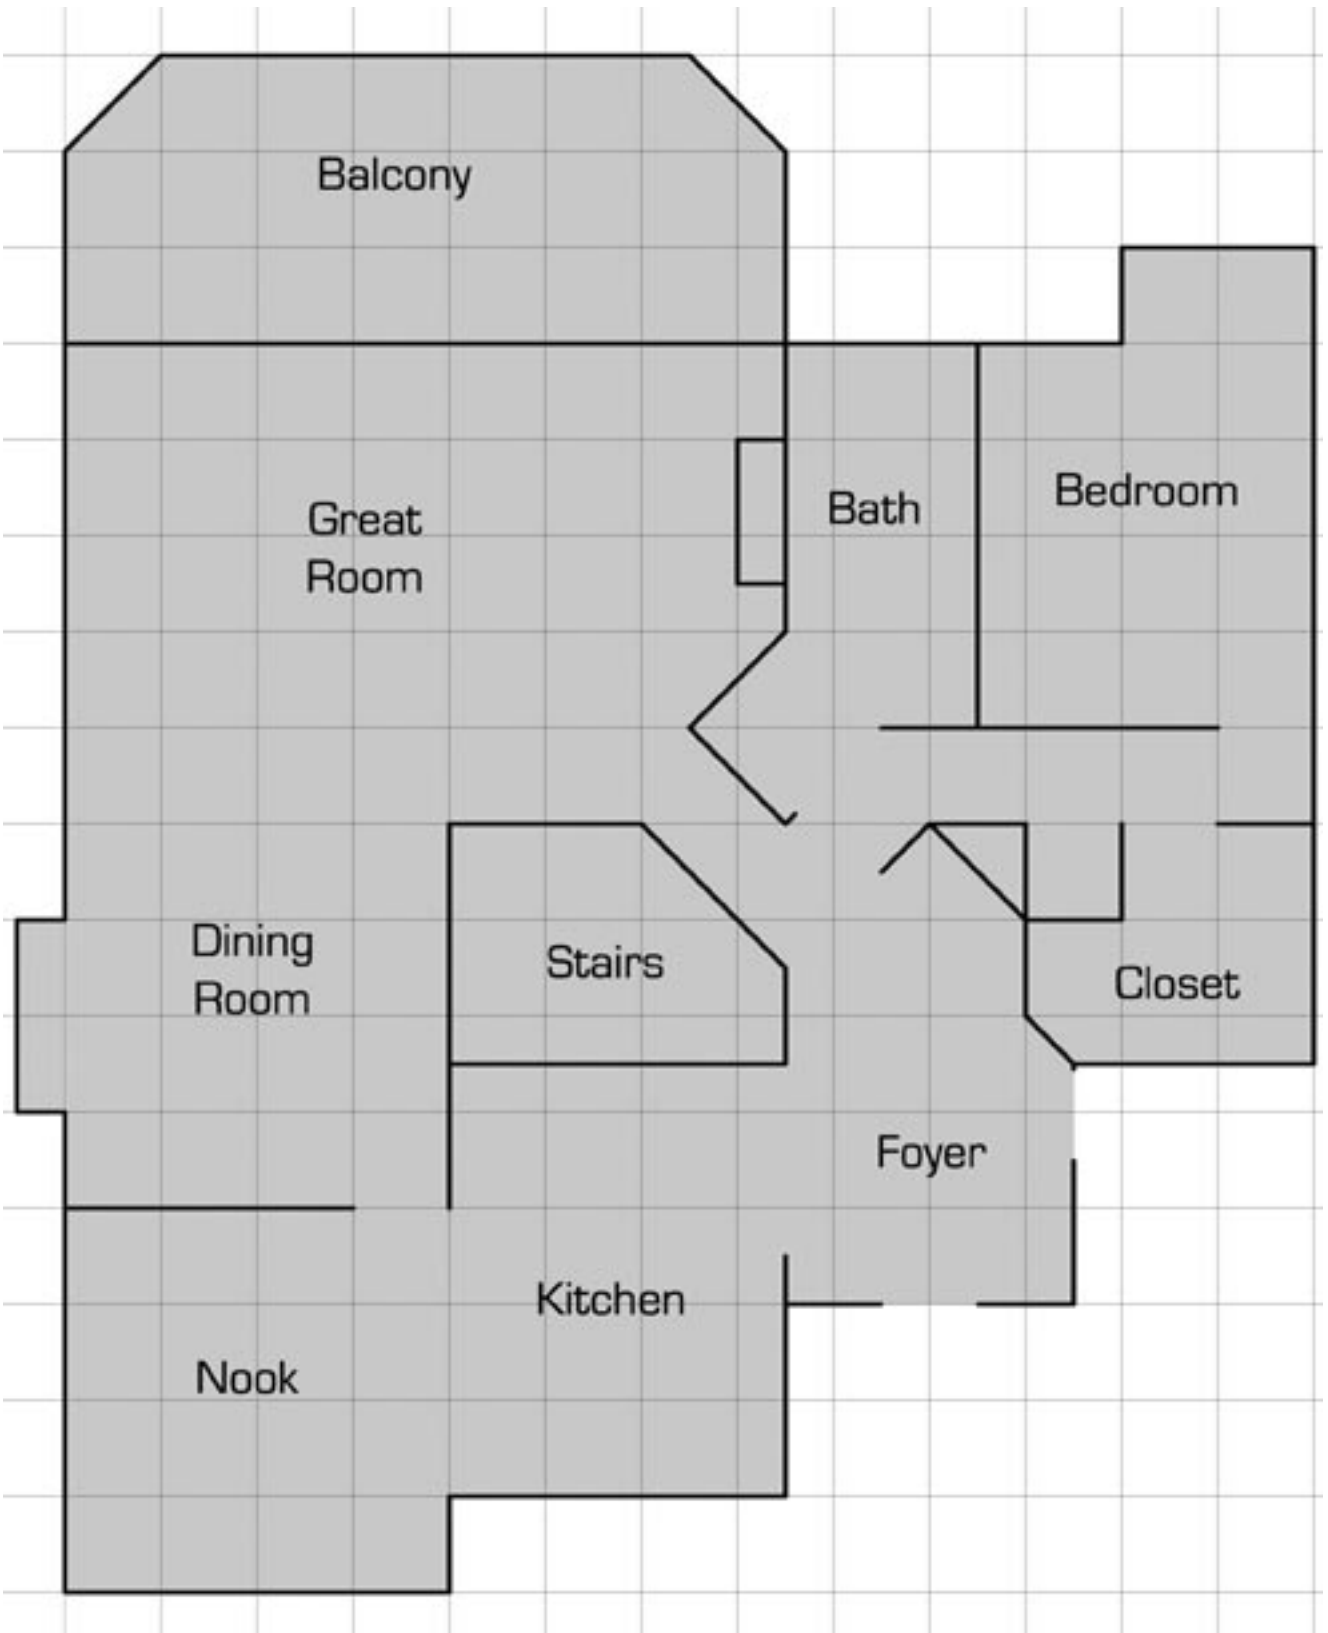 Balcony
Great
Room
Bath
Bedroom
Dining
Room
Stairs
Closet
Foyer
Kitchen
Nook